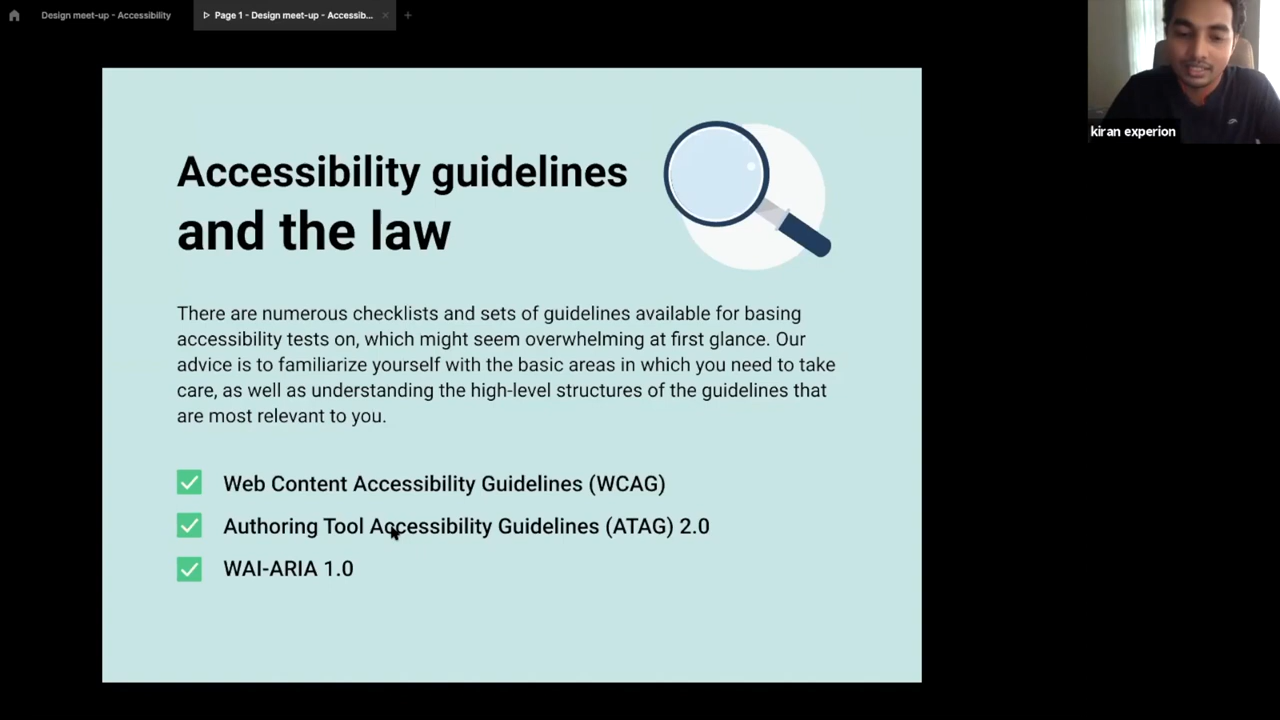 Design meet-up - Accessibility
Page 1 - Design meet-up - Accessib...
kiran experion
Accessibility guidelines
and the law
There are numerous checklists and sets of guidelines available for basing
accessibility tests on, which might seem overwhelming at first glance. Our
advice is to familiarize yourself with the basic areas in which you need to take
care, as well as understanding the high-level structures of the guidelines that
are most relevant to you.
Web Content Accessibility Guidelines (WCAG)
Authoring Tool Accessibility Guidelines (ATAG) 2.0
WAI-ARIA 1.0